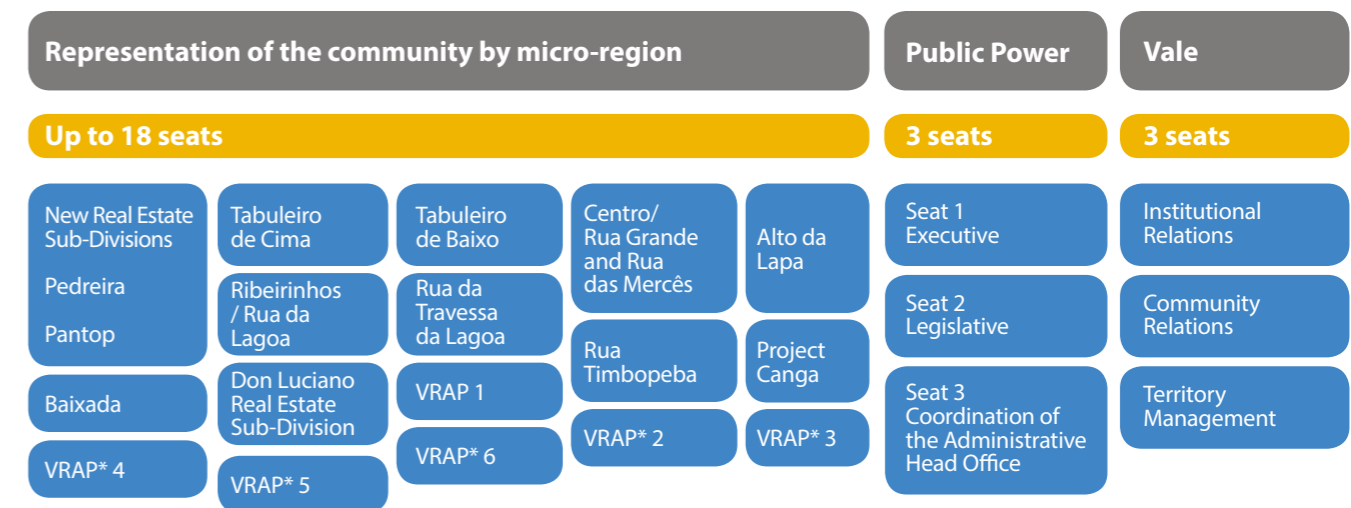 Representation of the community by micro-region
Public Power
Vale
Up to 18 seats
3 seats
3 seats
New Real Estate
Sub-Divisions
Pedreira
Pantop
Baixada
VRAP* 4
Tabuleiro
de Cima
Ribeirinhos
/ Rua da
Lagoa
Don Luciano
Real Estate
Sub-Division
VRAP* 5
Tabuleiro
de Baixo
Rua da
Travessa
da Lagoa
VRAP 1
VRAP* 6
Centro/
Rua Grande
and Rua
das Mercês
Rua
Timbopeba
VRAP* 2
Alto da
Lapa
Project
Canga
VRAP* 3
Seat 1
Executive
Seat 2
Legislative
Seat 3
Coordination of
the Administrative
Head Office
Institutional
Relations
Community
Relations
Territory
Management